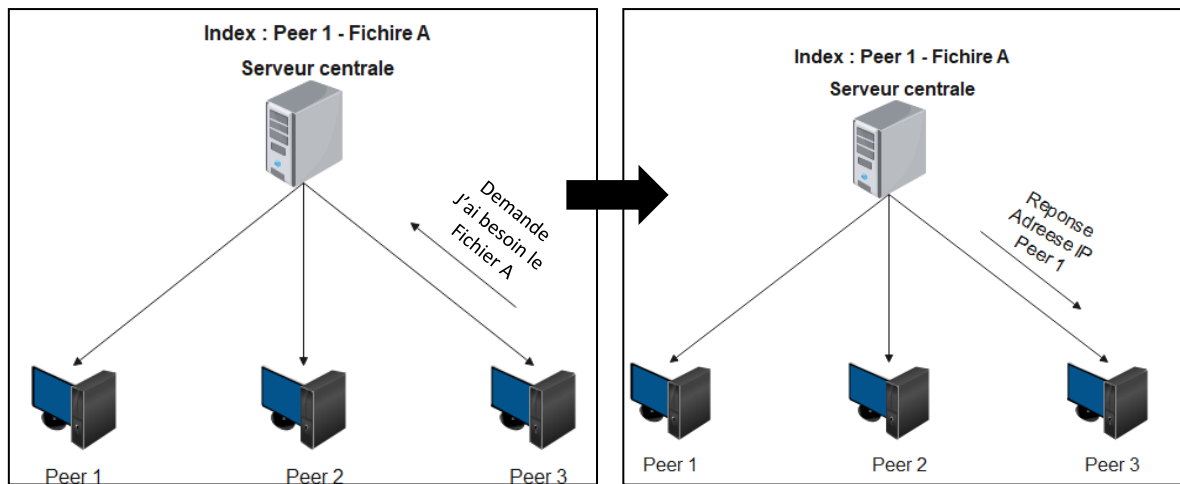 Index : Peer 1 - Fichire A
Serveur centrale
Demande
J'ai besoin le
Fichier A
Peer 1
Peer 2
Peer 3
Index : Peer 1 - Fichire A
Serveur centrale
Reponse
Adreese IP
Peer 1
Peer 1
Peer 2
Peer 3